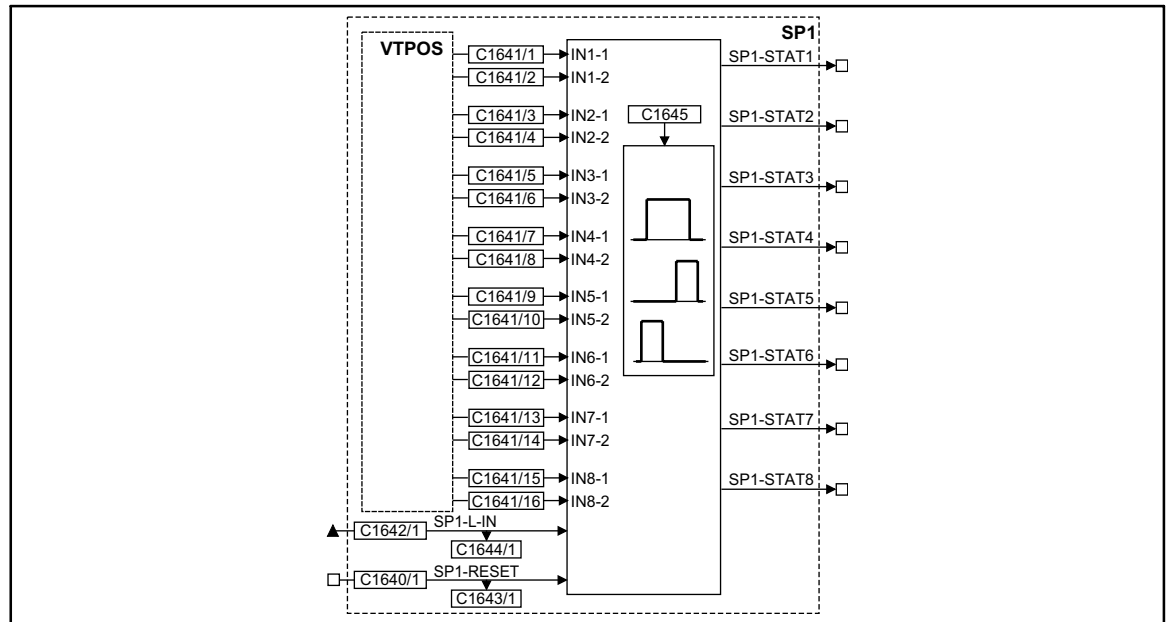 SP1
VTPOS
C1641/1 IN1-1 SP1-STAT1
C1641/2 IN1-2
C1641/3 IN2-1 C1645 SP1-STAT2
C1641/4 IN2-2
C1641/5 IN3-1 SP1-STAT3
C1641/6 IN3-2
C1641/7 IN4-1 SP1-STAT4
C1641/8 IN4-2
C1641/9 IN5-1 SP1-STAT5
C1641/10 IN5-2
C1641/11 IN6-1 SP1-STAT6
C1641/12 IN6-2
C1641/13 IN7-1 SP1-STAT7
C1641/14 IN7-2
C1641/15 IN8-1 SP1-STAT8
C1641/16 IN8-2
C1642/1 SP1-L-IN
C1644/1
C1640/1 SP1-RESET
C1643/1